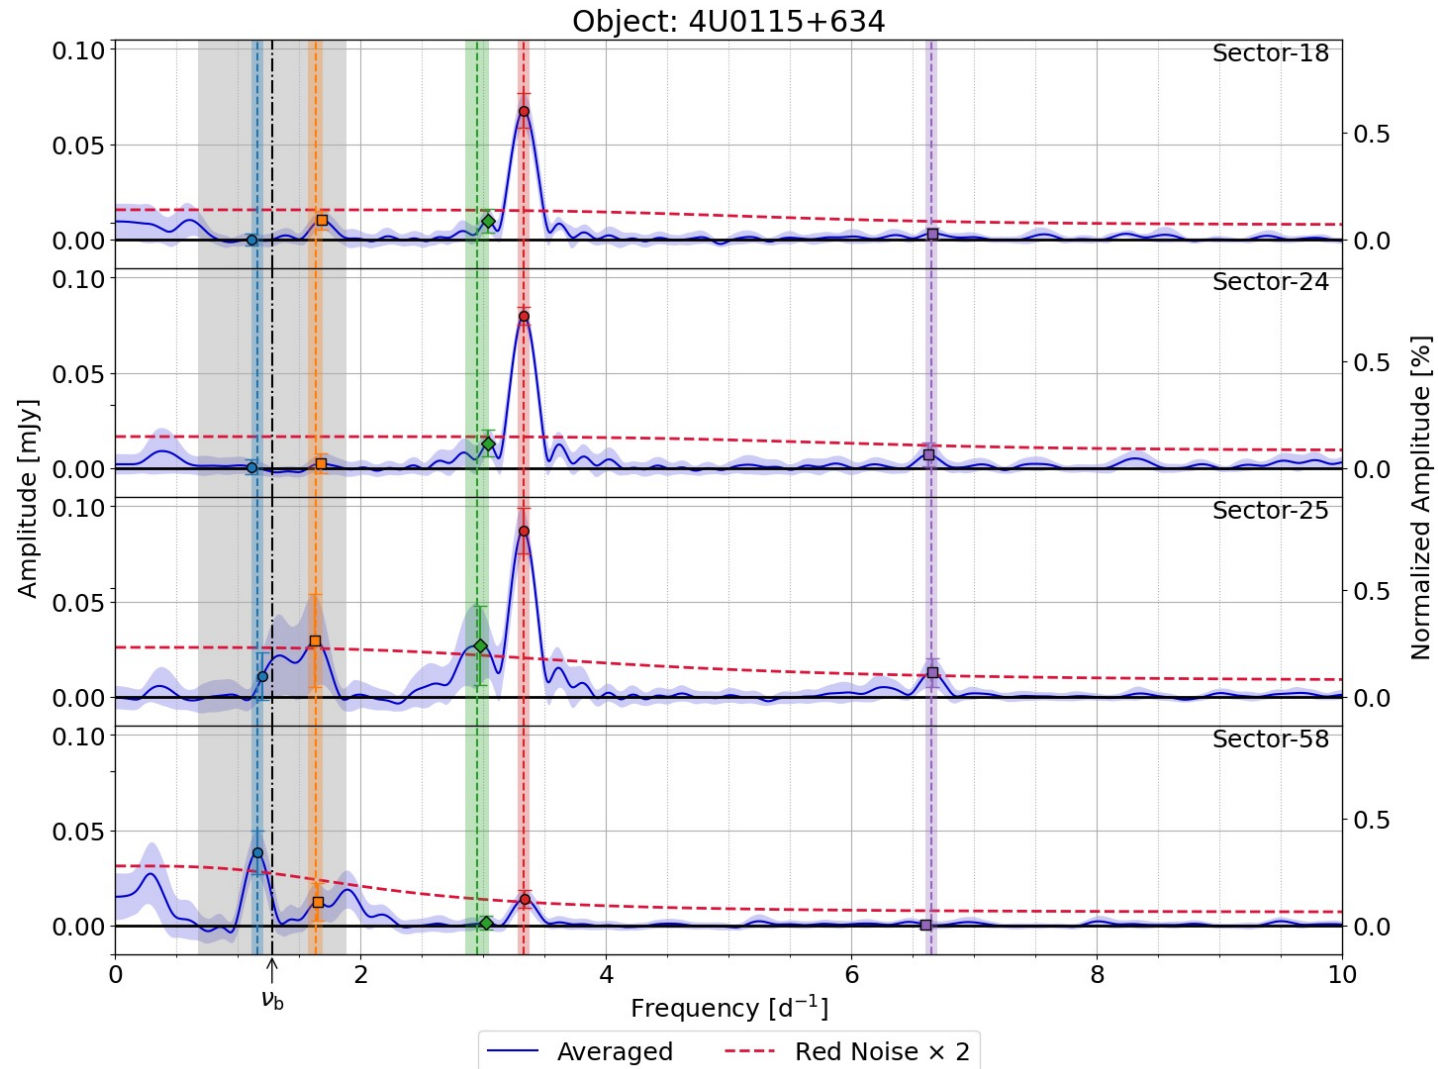 Object: 4U0115+634
Sector-18
0.10
0.05
0.00
0.5
0.0
Sector-24
0.10
0.05
0.00
0.5
0.0
Sector-25
0.10
0.05
0.00
0.5
0.0
Sector-58
0.10
0.05
0.00
0.5
0.0
Amplitude [mJy]
Normalized Amplitude [%]
0 2 4 6 8 10
νb
Frequency [d⁻¹]
Averaged
Red Noise × 2